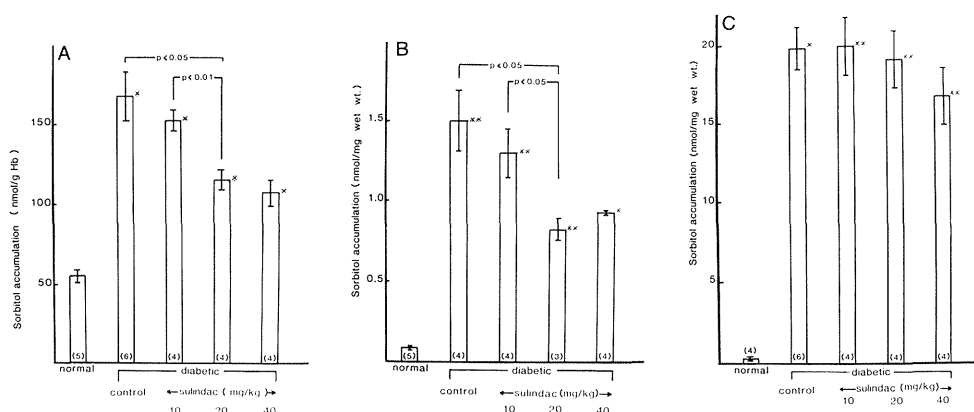 A
Sorbitol accumulation ( nmol/g Hb)
150
100
50
p<0.05
p<0.01
×
×
×
×
(5)
(6)
(4)
(4)
(4)
normal
diabetic
control
←sulindac ( mg/kg)→
10
20
40
B
Sorbitol accumulation (nmol/mg wet wt.)
1.5
1.0
0.5
p<0.05
p<0.05
××
××
××
×
(5)
(4)
(4)
(3)
(4)
normal
diabetic
control
←sulindac (mg/kg)→
10
20
40
C
Sorbitol accumulation (nmol/mg wet wt.)
20
15
10
5
×
××
××
××
(4)
(6)
(4)
(4)
(4)
normal
diabetic
control
←sulindac (mg/kg)→
10
20
40